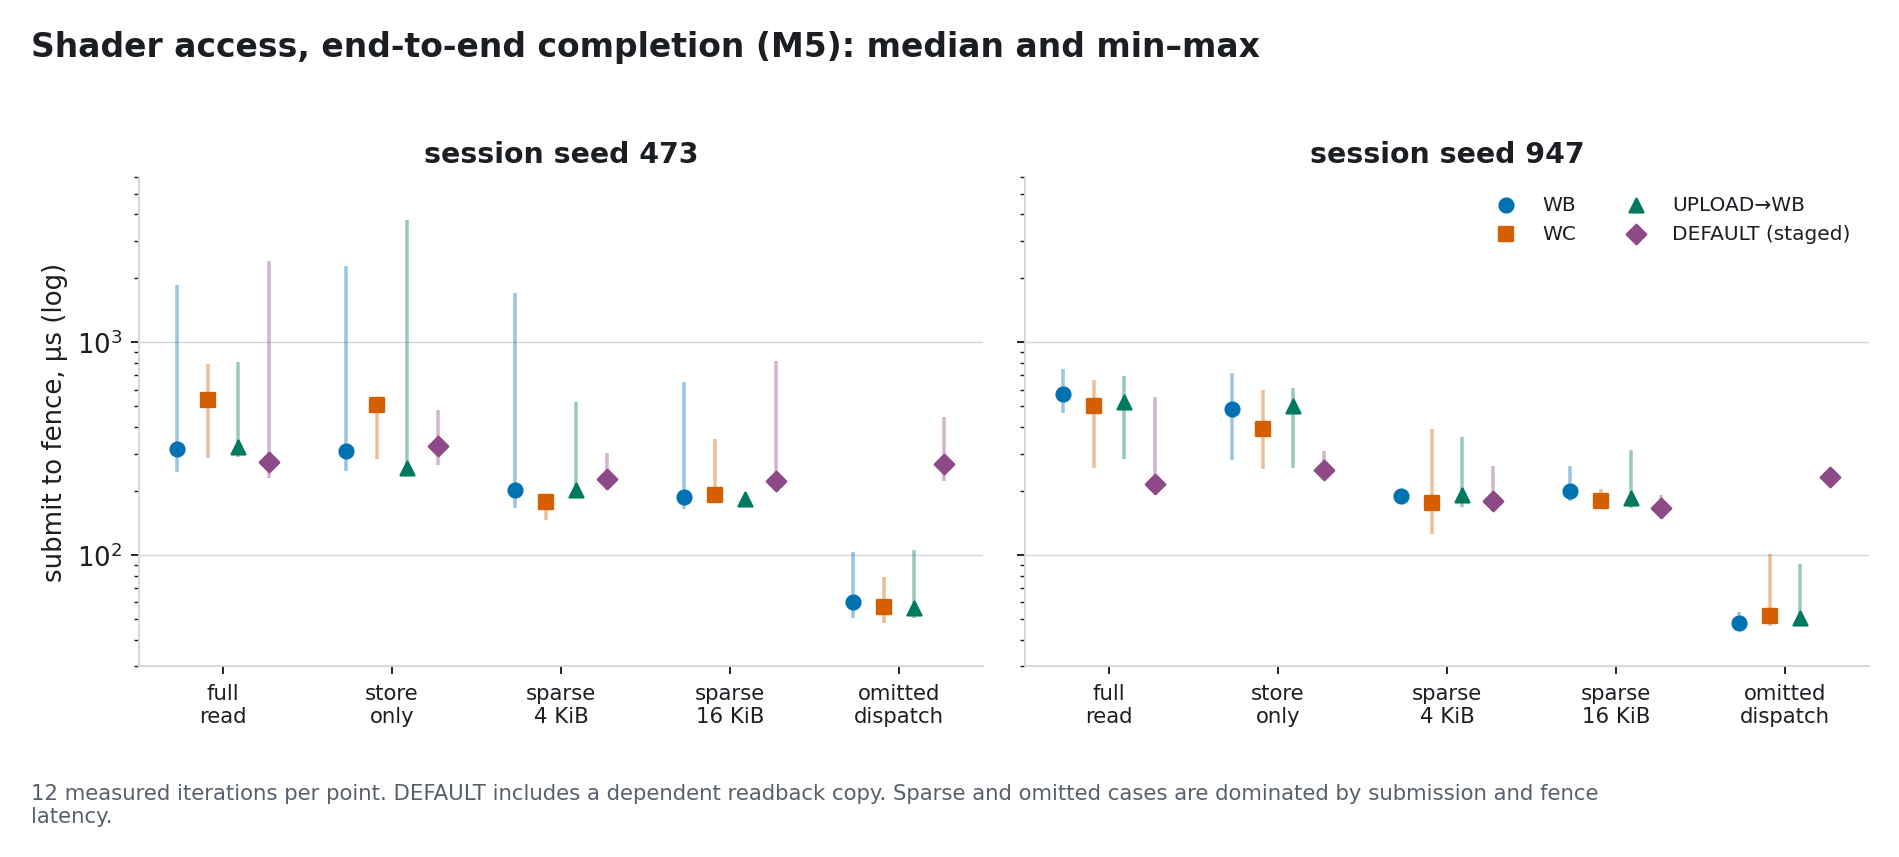 Shader access, end-to-end completion (M5): median and min–max
session seed 473
session seed 947
WB
WC
UPLOAD→WB
DEFAULT (staged)
submit to fence, µs (log)
10³
10²
full
read
store
only
sparse
4 KiB
sparse
16 KiB
omitted
dispatch
full
read
store
only
sparse
4 KiB
sparse
16 KiB
omitted
dispatch
12 measured iterations per point. DEFAULT includes a dependent readback copy. Sparse and omitted cases are dominated by submission and fence
latency.